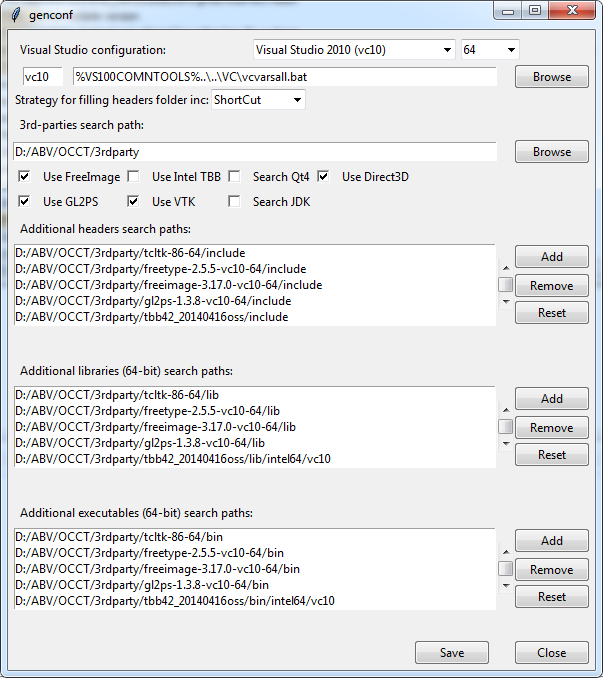 genconf
Visual Studio configuration: Visual Studio 2010 (vc10) 64
vc10 %VS100COMNTOOLS%..\..\VC\vcvarsall.bat Browse
Strategy for filling headers folder inc: ShortCut
3rd-parties search path:
D:/ABV/OCCT/3rdparty Browse
Use FreeImage Use Intel TBB Search Qt4 Use Direct3D
Use GL2PS Use VTK Search JDK
Additional headers search paths:
D:/ABV/OCCT/3rdparty/tcltk-86-64/include Add
D:/ABV/OCCT/3rdparty/freetype-2.5.5-vc10-64/include
D:/ABV/OCCT/3rdparty/freeimage-3.17.0-vc10-64/include Remove
D:/ABV/OCCT/3rdparty/gl2ps-1.3.8-vc10-64/include
D:/ABV/OCCT/3rdparty/tbb42_20140416oss/include Reset
Additional libraries (64-bit) search paths:
D:/ABV/OCCT/3rdparty/tcltk-86-64/lib Add
D:/ABV/OCCT/3rdparty/freetype-2.5.5-vc10-64/lib
D:/ABV/OCCT/3rdparty/freeimage-3.17.0-vc10-64/lib Remove
D:/ABV/OCCT/3rdparty/gl2ps-1.3.8-vc10-64/lib
D:/ABV/OCCT/3rdparty/tbb42_20140416oss/lib/intel64/vc10 Reset
Additional executables (64-bit) search paths:
D:/ABV/OCCT/3rdparty/tcltk-86-64/bin Add
D:/ABV/OCCT/3rdparty/freetype-2.5.5-vc10-64/bin
D:/ABV/OCCT/3rdparty/freeimage-3.17.0-vc10-64/bin Remove
D:/ABV/OCCT/3rdparty/gl2ps-1.3.8-vc10-64/bin
D:/ABV/OCCT/3rdparty/tbb42_20140416oss/bin/intel64/vc10 Reset
Save Close